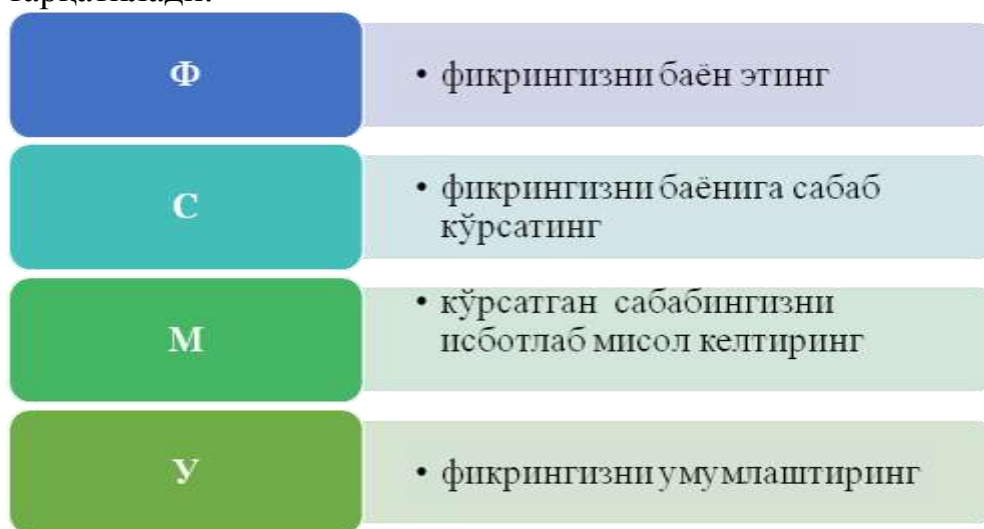 Ф
• фикрингизни баён этинг
С
• фикрингизни баёнига сабаб
кўрсатинг
М
• кўрсатган сабабингизни
исботлаб мисол келтиринг
У
• фикрингизни умумлаштиринг